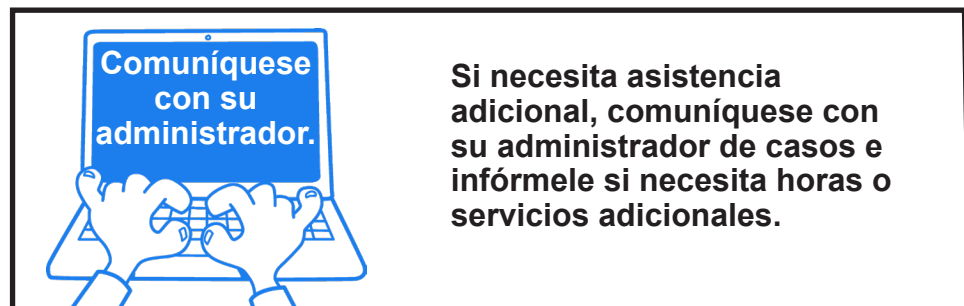 Comuníquese
con su
administrador.
Si necesita asistencia
adicional, comuníquese con
su administrador de casos e
infórmele si necesita horas o
servicios adicionales.